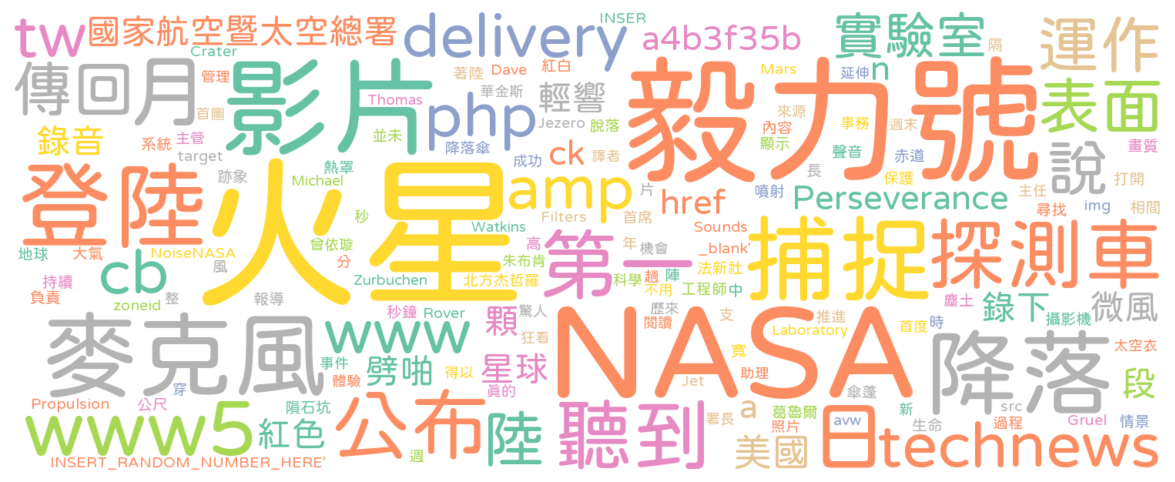 tw 國家航空暨太空總署 delivery INSER a4b3f35b 實驗室 隔 運作
Crater
傳回 月 管理 影片 著陸 Dave 紅白 輕響 Mars 延伸 n 表面
首圖 Thomas php 華金斯 來源
錄音 系統 主管 並未 Jezero 脫落 毅力號 內容 事務 週末
target 降落傘 成功 ck 譯者 顯示 聲音 赤道 說 畫質
登陸 跡象 熱罩 Michael 火星 amp 片 href 長 保護 主任 打開
秒 Filters 首席 Perseverance 噴射 尋找 img 相間
地球 大氣 NoiseNASA 曾依璇 Watkins 高 第一 年 機會 Sounds _blank' 捕捉 探測車
cb 風 分 Zurbuchen 朱布肯 北方杰哲羅 科學 趙 陣 法新社
持續 負責 zoneid 整 報導 工程師 中 不用 塵土 錄下 微風
麥克風 秒鐘 Rover 驚人 顆 歷來 閱讀 支 推進 時 攝影機
www 狂看 NASA Laboratory 首度 降落 太空衣
事件 劈啪 星球 寬
穿 體驗 得以 真的 Jet 助理 傘蓬 段
Propulsion 公尺 隕石坑 公布 陸 聽到 署長 a 葛魯爾 新 src Gruel 情景
www5 紅色 照片 avw 生命 過程
週 美國 日 technews
INSERT_RANDOM_NUMBER_HERE'